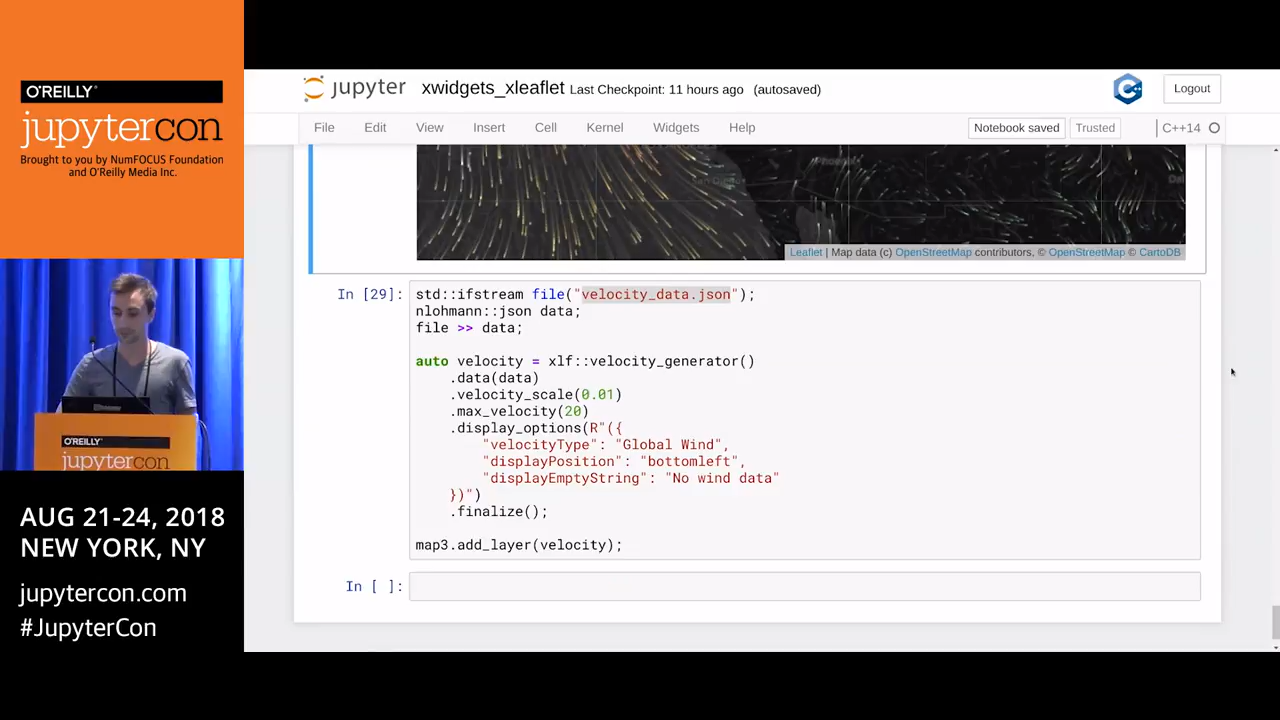 O'REILLY®
jupytercon
Brought to you by NumFOCUS Foundation
and O'Reilly Media Inc.
O'REILLY®
jupytercon
AUG 21-24, 2018
NEW YORK, NY
jupytercon.com
#JupyterCon
jupyter xwidgets_xleaflet Last Checkpoint: 11 hours ago (autosaved)
C++
Logout
File Edit View Insert Cell Kernel Widgets Help
Notebook saved Trusted C++14
Phoenix
San Diego
Leaflet | Map data (c) OpenStreetMap contributors, © OpenStreetMap © CartoDB
In [29]: std::ifstream file("velocity_data.json");
nlohmann::json data;
file >> data;
auto velocity = xlf::velocity_generator()
.data(data)
.velocity_scale(0.01)
.max_velocity(20)
.display_options(R"({
"velocityType": "Global Wind",
"displayPosition": "bottomleft",
"displayEmptyString": "No wind data"
})")
.finalize();
map3.add_layer(velocity);
In [ ]: